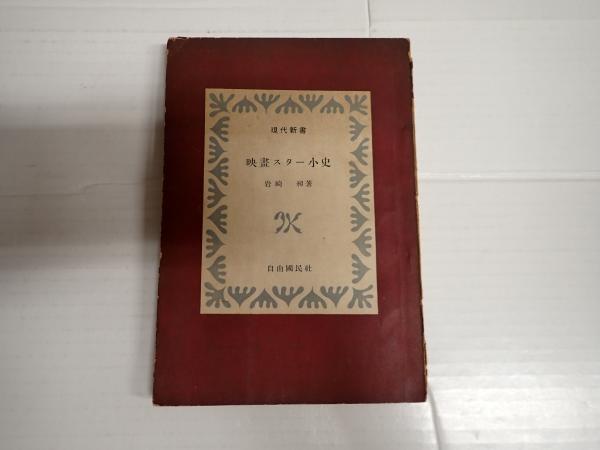 現代新書
映畫スター小史
岩崎 昶著
自由國民社